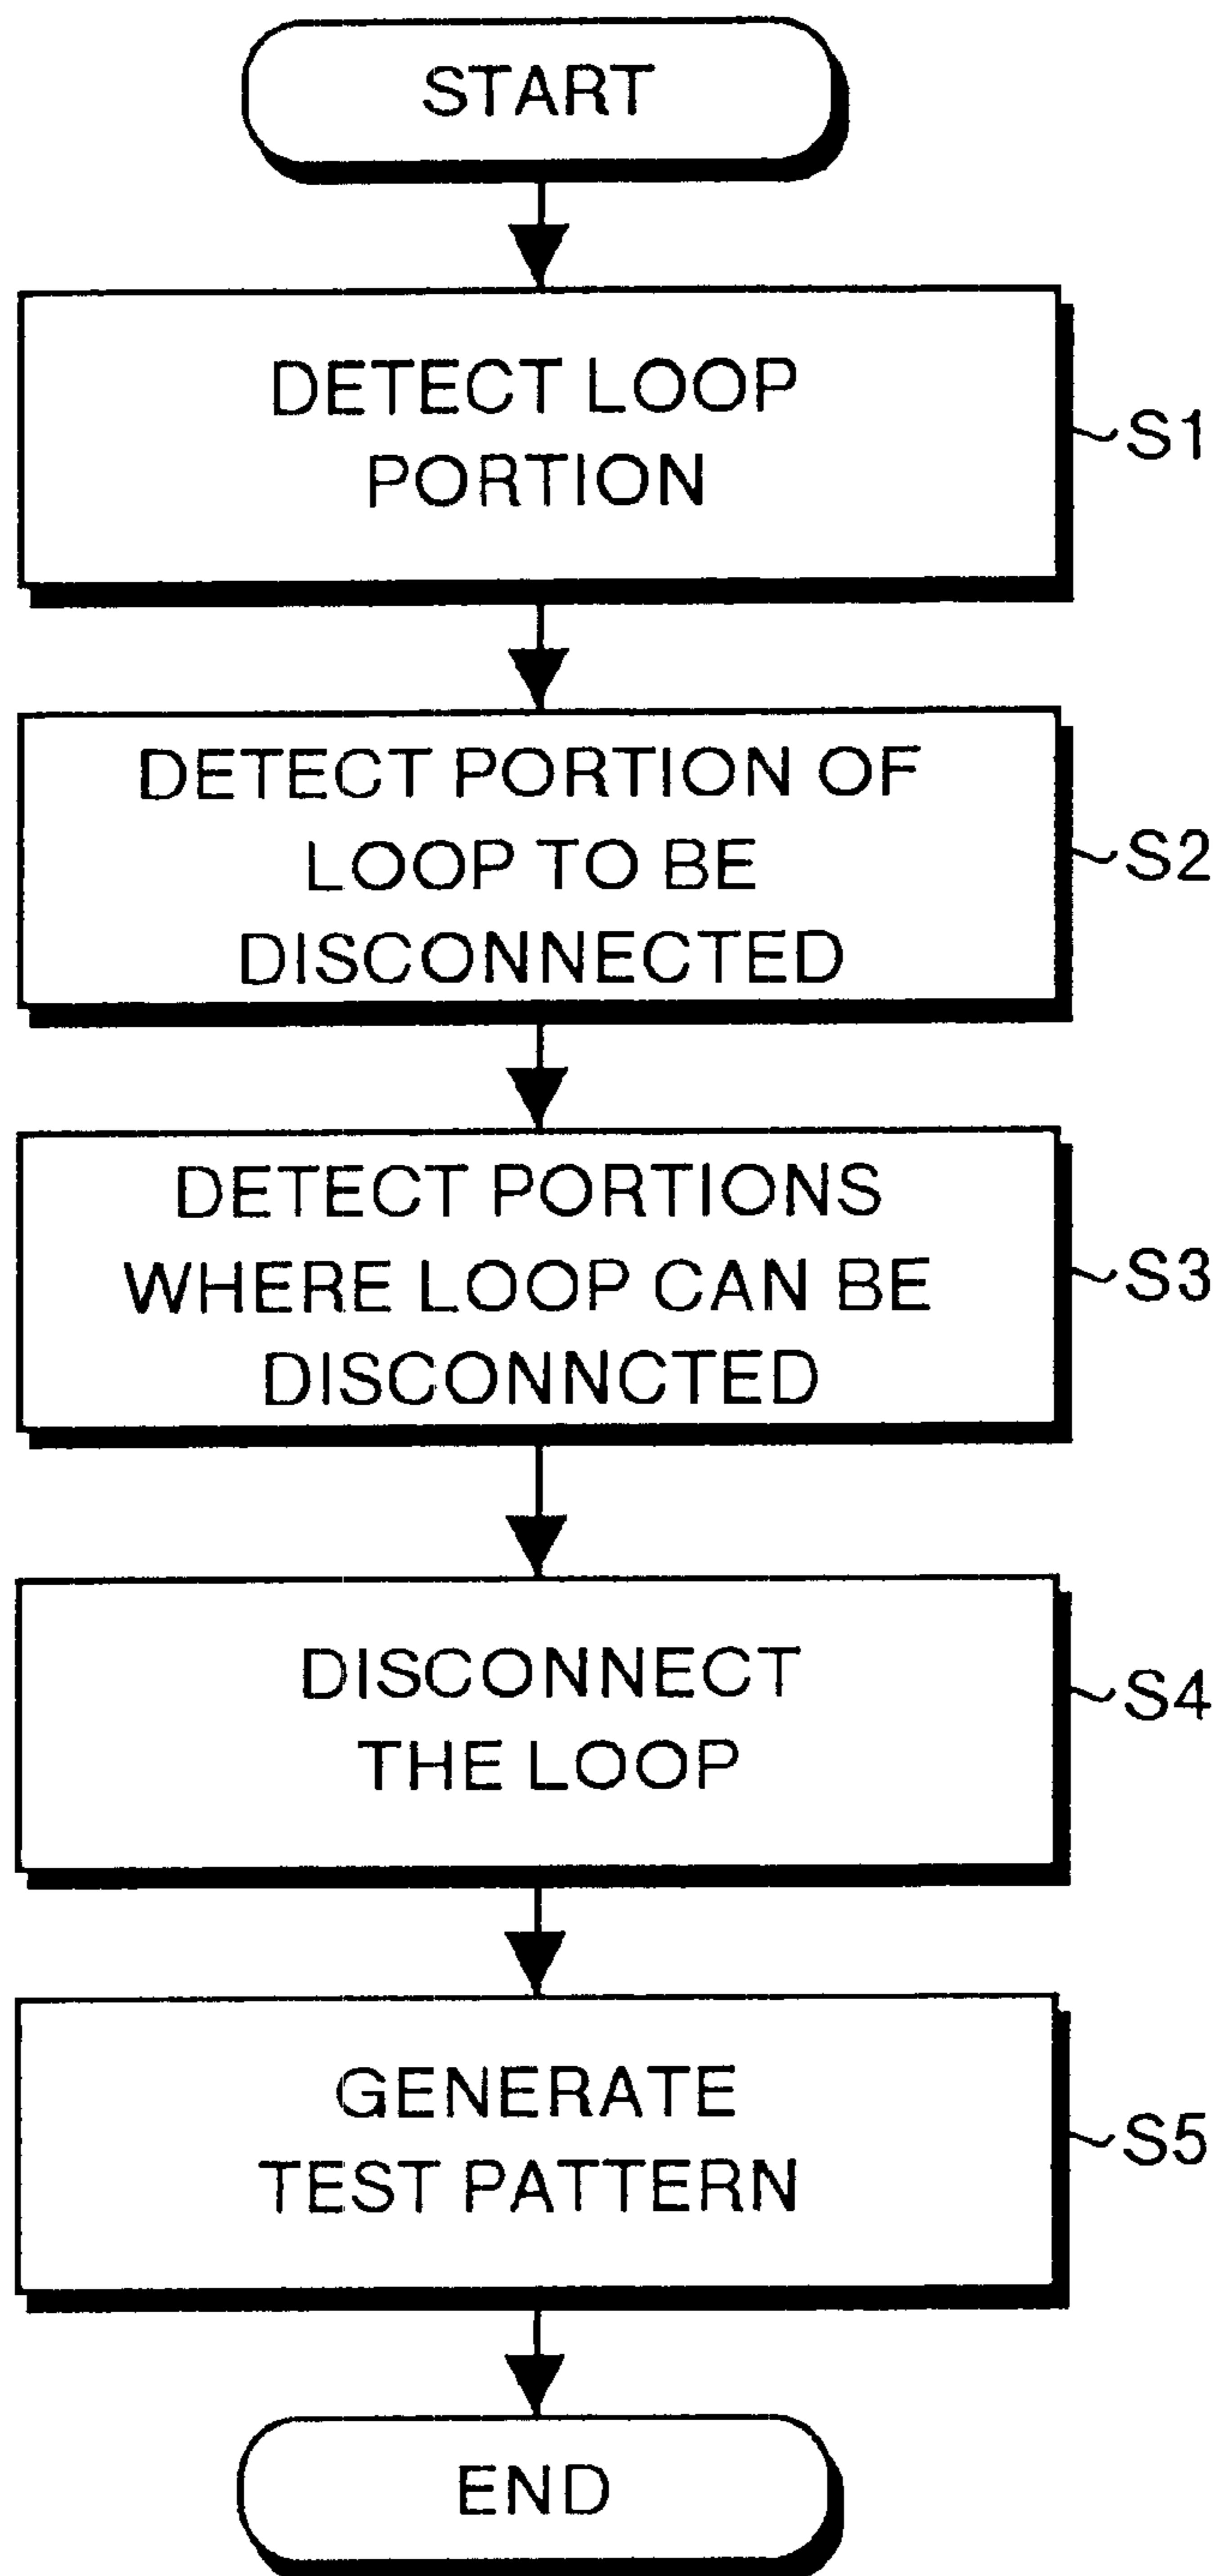 START
DETECT LOOP
PORTION
S1
DETECT PORTION OF
LOOP TO BE
DISCONNECTED
S2
DETECT PORTIONS
WHERE LOOP CAN BE
DISCONNCTED
S3
DISCONNECT
THE LOOP
S4
GENERATE
TEST PATTERN
S5
END